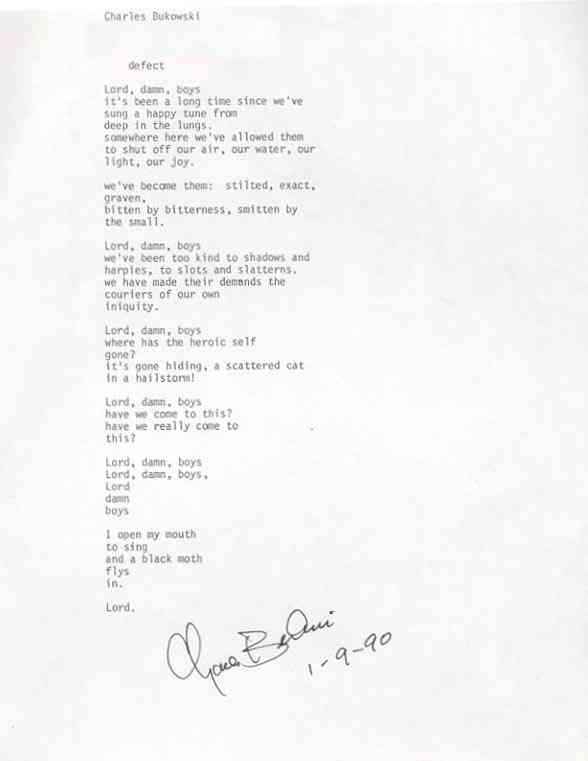 Charles Bukowski
defect
Lord, damn, boys
it's been a long time since we've
sung a happy tune from
deep in the lungs.
somewhere here we've allowed them
to shut off our air, our water, our
light, our joy.
we've become them: stilted, exact,
graven,
bitten by bitterness, smitten by
the small.
Lord, damn, boys
we've been too kind to shadows and
harpies, to slots and slatterns.
we have made their demands the
couriers of our own
iniquity.
Lord, damn, boys
where has the heroic self
gone?
it's gone hiding, a scattered cat
in a hailstorm!
Lord, damn, boys
have we come to this?
have we really come to
this?
Lord, damn, boys
Lord, damn, boys,
Lord
damn
boys
I open my mouth
to sing
and a black moth
flys
in.
Lord.
Charles Bukowski
1-9-90